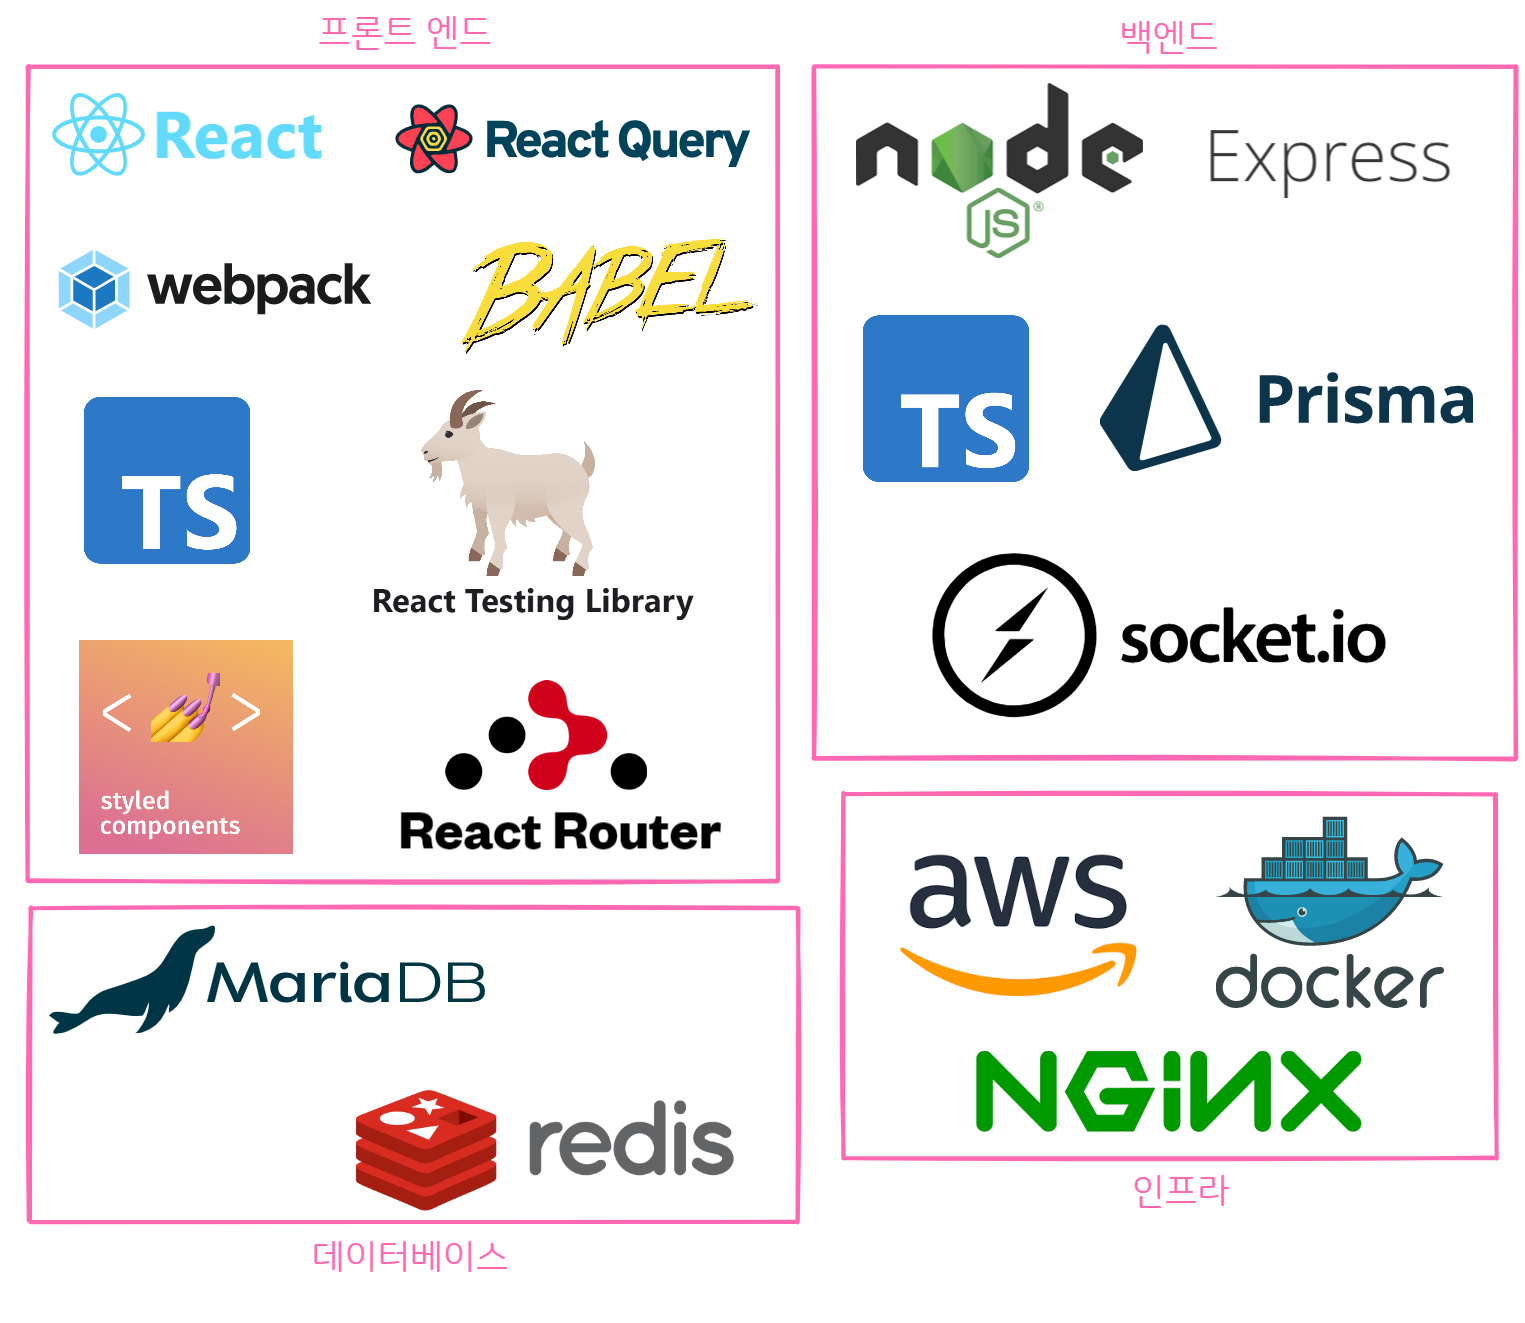 프론트 엔드
React
React Query
webpack
BABEL
TS
React Testing Library
< >
styled
components
React Router
백엔드
node
JS ®
Express
TS
Prisma
socket.io
MariaDB
redis
데이터베이스
aws
docker
NGiNX
인프라